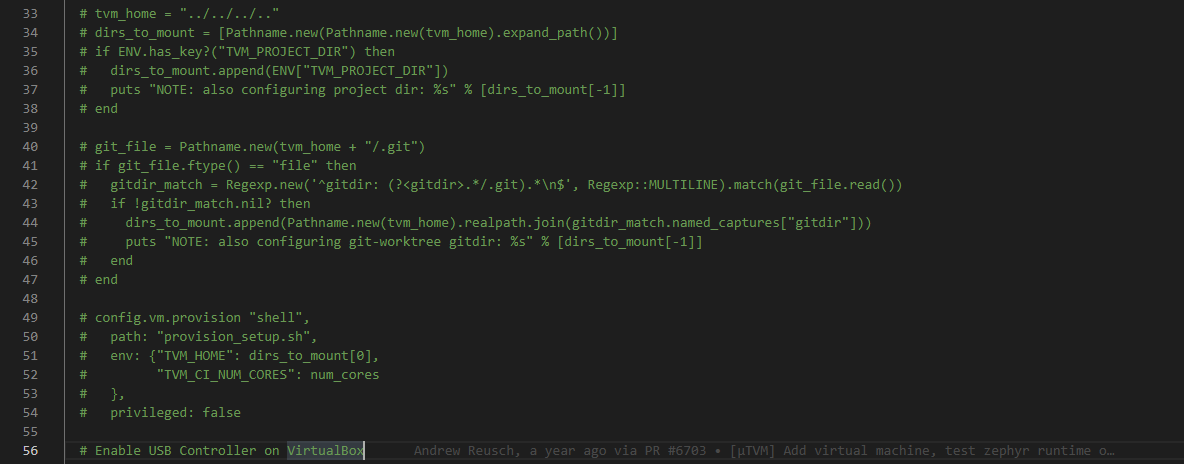 33 # tvm_home = "../../../.."
34 # dirs_to_mount = [Pathname.new(Pathname.new(tvm_home).expand_path())]
35 # if ENV.has_key?("TVM_PROJECT_DIR") then
36 #   dirs_to_mount.append(ENV["TVM_PROJECT_DIR"])
37 #   puts "NOTE: also configuring project dir: %s" % [dirs_to_mount[-1]]
38 # end
39
40 # git_file = Pathname.new(tvm_home + "/.git")
41 # if git_file.ftype() == "file" then
42 #   gitdir_match = Regexp.new('^gitdir: (?<gitdir>.*/.git).*\n$', Regexp::MULTILINE).match(git_file.read())
43 #   if !gitdir_match.nil? then
44 #     dirs_to_mount.append(Pathname.new(tvm_home).realpath.join(gitdir_match.named_captures["gitdir"]))
45 #     puts "NOTE: also configuring git-worktree gitdir: %s" % [dirs_to_mount[-1]]
46 #   end
47 # end
48
49 # config.vm.provision "shell",
50 #   path: "provision_setup.sh",
51 #   env: {"TVM_HOME": dirs_to_mount[0],
52 #         "TVM_CI_NUM_CORES": num_cores
53 #   },
54 #   privileged: false
55
56 # Enable USB Controller on VirtualBox Andrew Reusch, a year ago via PR #6703 • [µTVM] Add virtual machine, test zephyr runtime o…